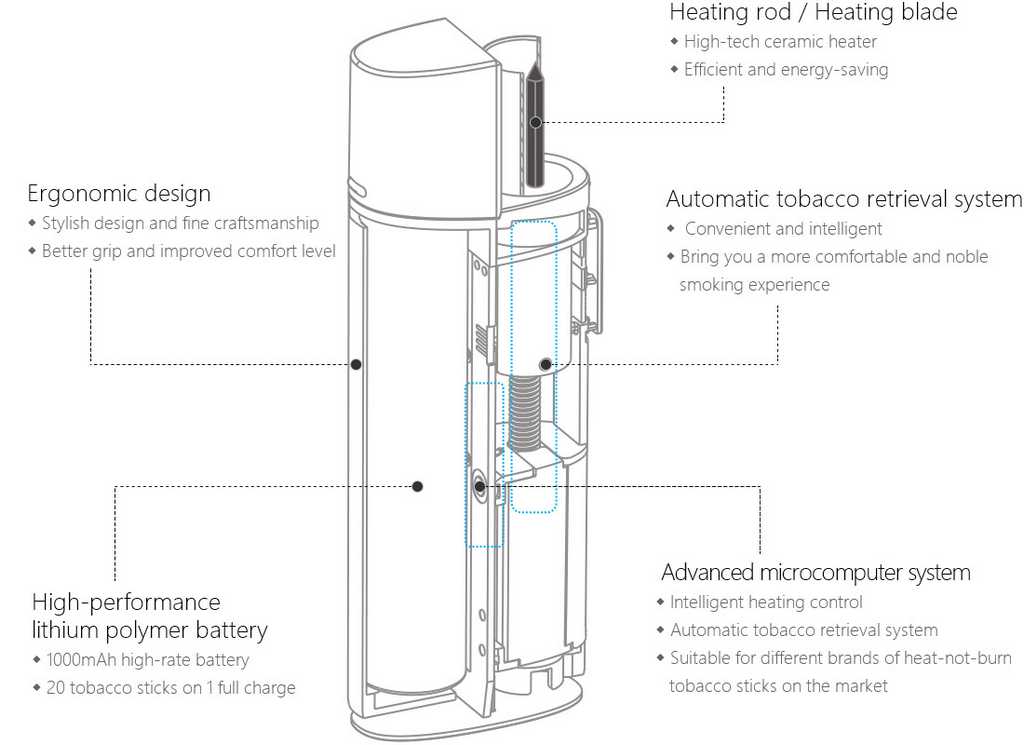 Heating rod / Heating blade
◆ High-tech ceramic heater
◆ Efficient and energy-saving
Ergonomic design
◆ Stylish design and fine craftsmanship
◆ Better grip and improved comfort level
Automatic tobacco retrieval system
◆ Convenient and intelligent
◆ Bring you a more comfortable and noble
smoking experience
High-performance
lithium polymer battery
◆ 1000mAh high-rate battery
◆ 20 tobacco sticks on 1 full charge
Advanced microcomputer system
◆ Intelligent heating control
◆ Automatic tobacco retrieval system
◆ Suitable for different brands of heat-not-burn
tobacco sticks on the market